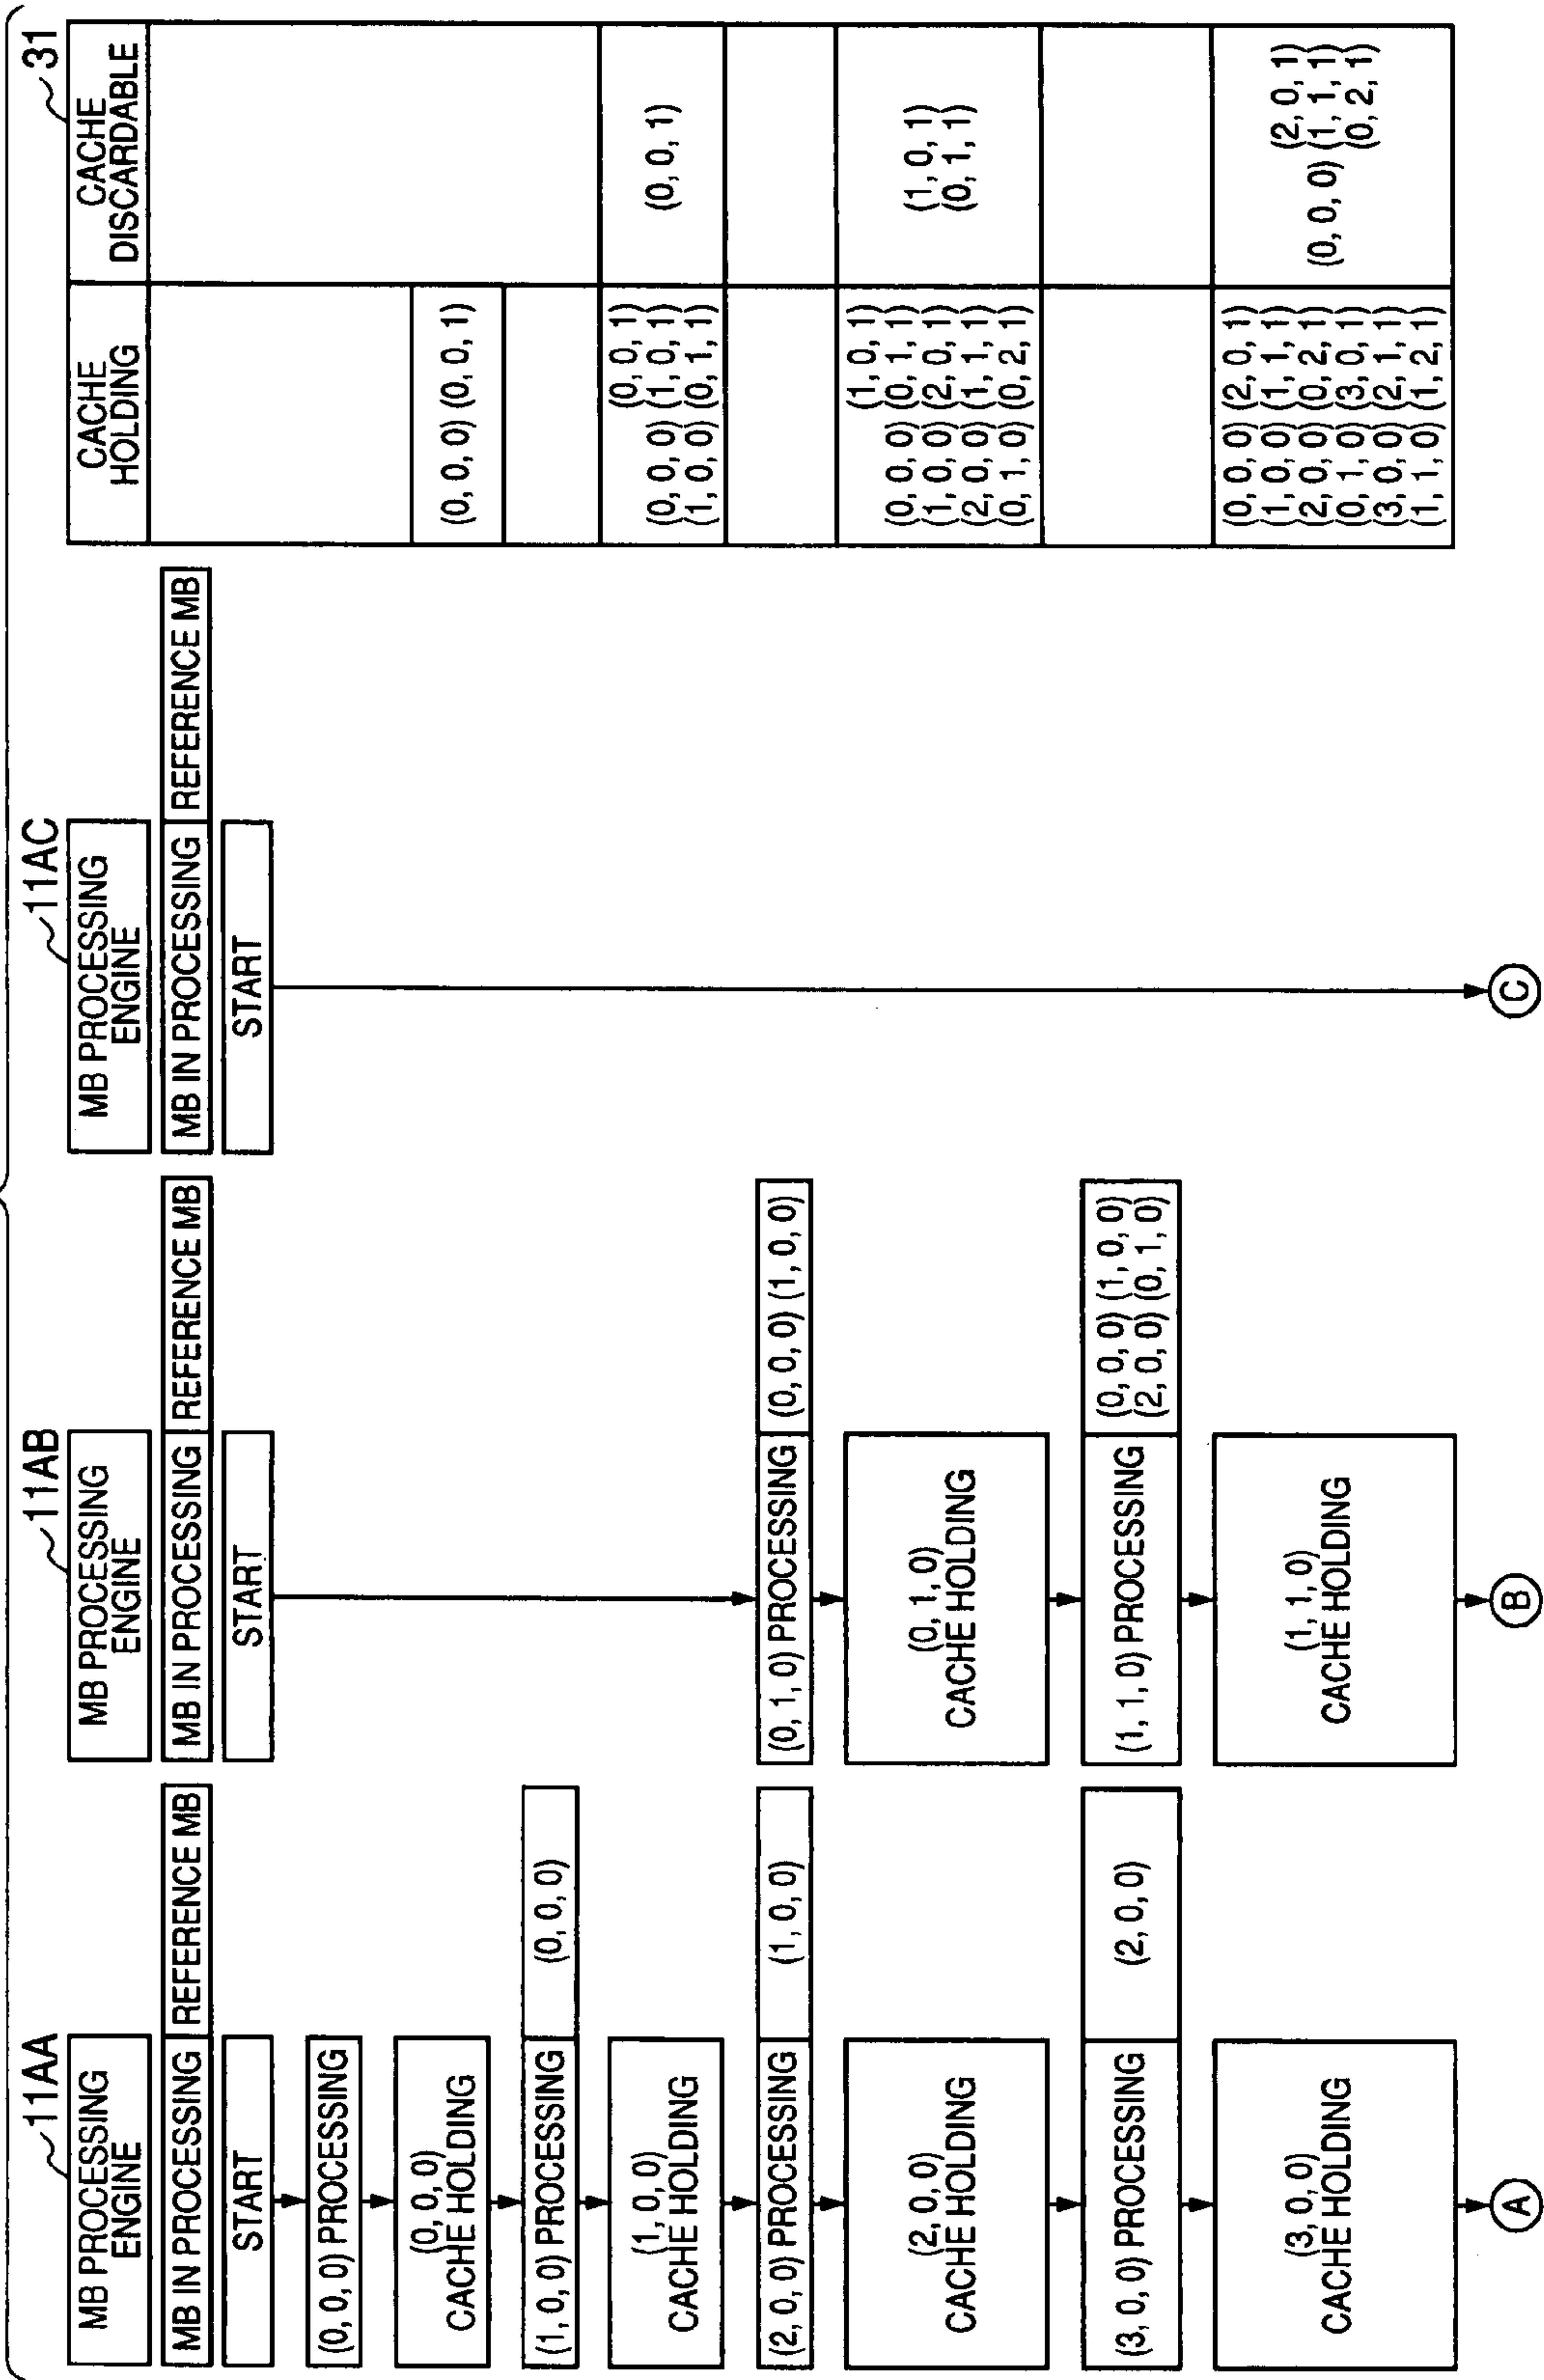 11AA
MB PROCESSING
ENGINE
MB IN PROCESSING
REFERENCE MB
START
(0, 0, 0) PROCESSING
(0, 0, 0)
CACHE HOLDING
(1, 0, 0) PROCESSING
(0, 0, 0)
(1, 0, 0)
CACHE HOLDING
(2, 0, 0) PROCESSING
(1, 0, 0)
(2, 0, 0)
CACHE HOLDING
(3, 0, 0) PROCESSING
(2, 0, 0)
(3, 0, 0)
CACHE HOLDING
A
11AB
MB PROCESSING
ENGINE
MB IN PROCESSING
REFERENCE MB
START
(0, 1, 0) PROCESSING
(0, 0, 0) (1, 0, 0)
(0, 1, 0)
CACHE HOLDING
(1, 1, 0) PROCESSING
(0, 0, 0) (1, 0, 0)
(2, 0, 0) (0, 1, 0)
(1, 1, 0)
CACHE HOLDING
B
11AC
MB PROCESSING
ENGINE
MB IN PROCESSING
REFERENCE MB
START
C
31
CACHE
HOLDING
CACHE
DISCARDABLE
(0, 0, 0) (0, 0, 1)
(0, 0, 1)
(0, 0, 0) (1, 0, 1)
(1, 0, 0) (0, 1, 1)
(0, 0, 1)
(1, 0, 1)
(0, 0, 0) (0, 1, 1)
(1, 0, 0) (2, 0, 1)
(2, 0, 0) (1, 1, 1)
(0, 1, 0) (0, 2, 1)
(1, 0, 1)
(0, 1, 1)
(0, 0, 0) (2, 0, 1)
(1, 0, 0) (1, 1, 1)
(2, 0, 0) (0, 2, 1)
(0, 1, 0) (3, 0, 1)
(3, 0, 0) (2, 1, 1)
(1, 1, 0) (1, 2, 1)
(2, 0, 1)
(0, 0, 0) (1, 1, 1)
(0, 2, 1)